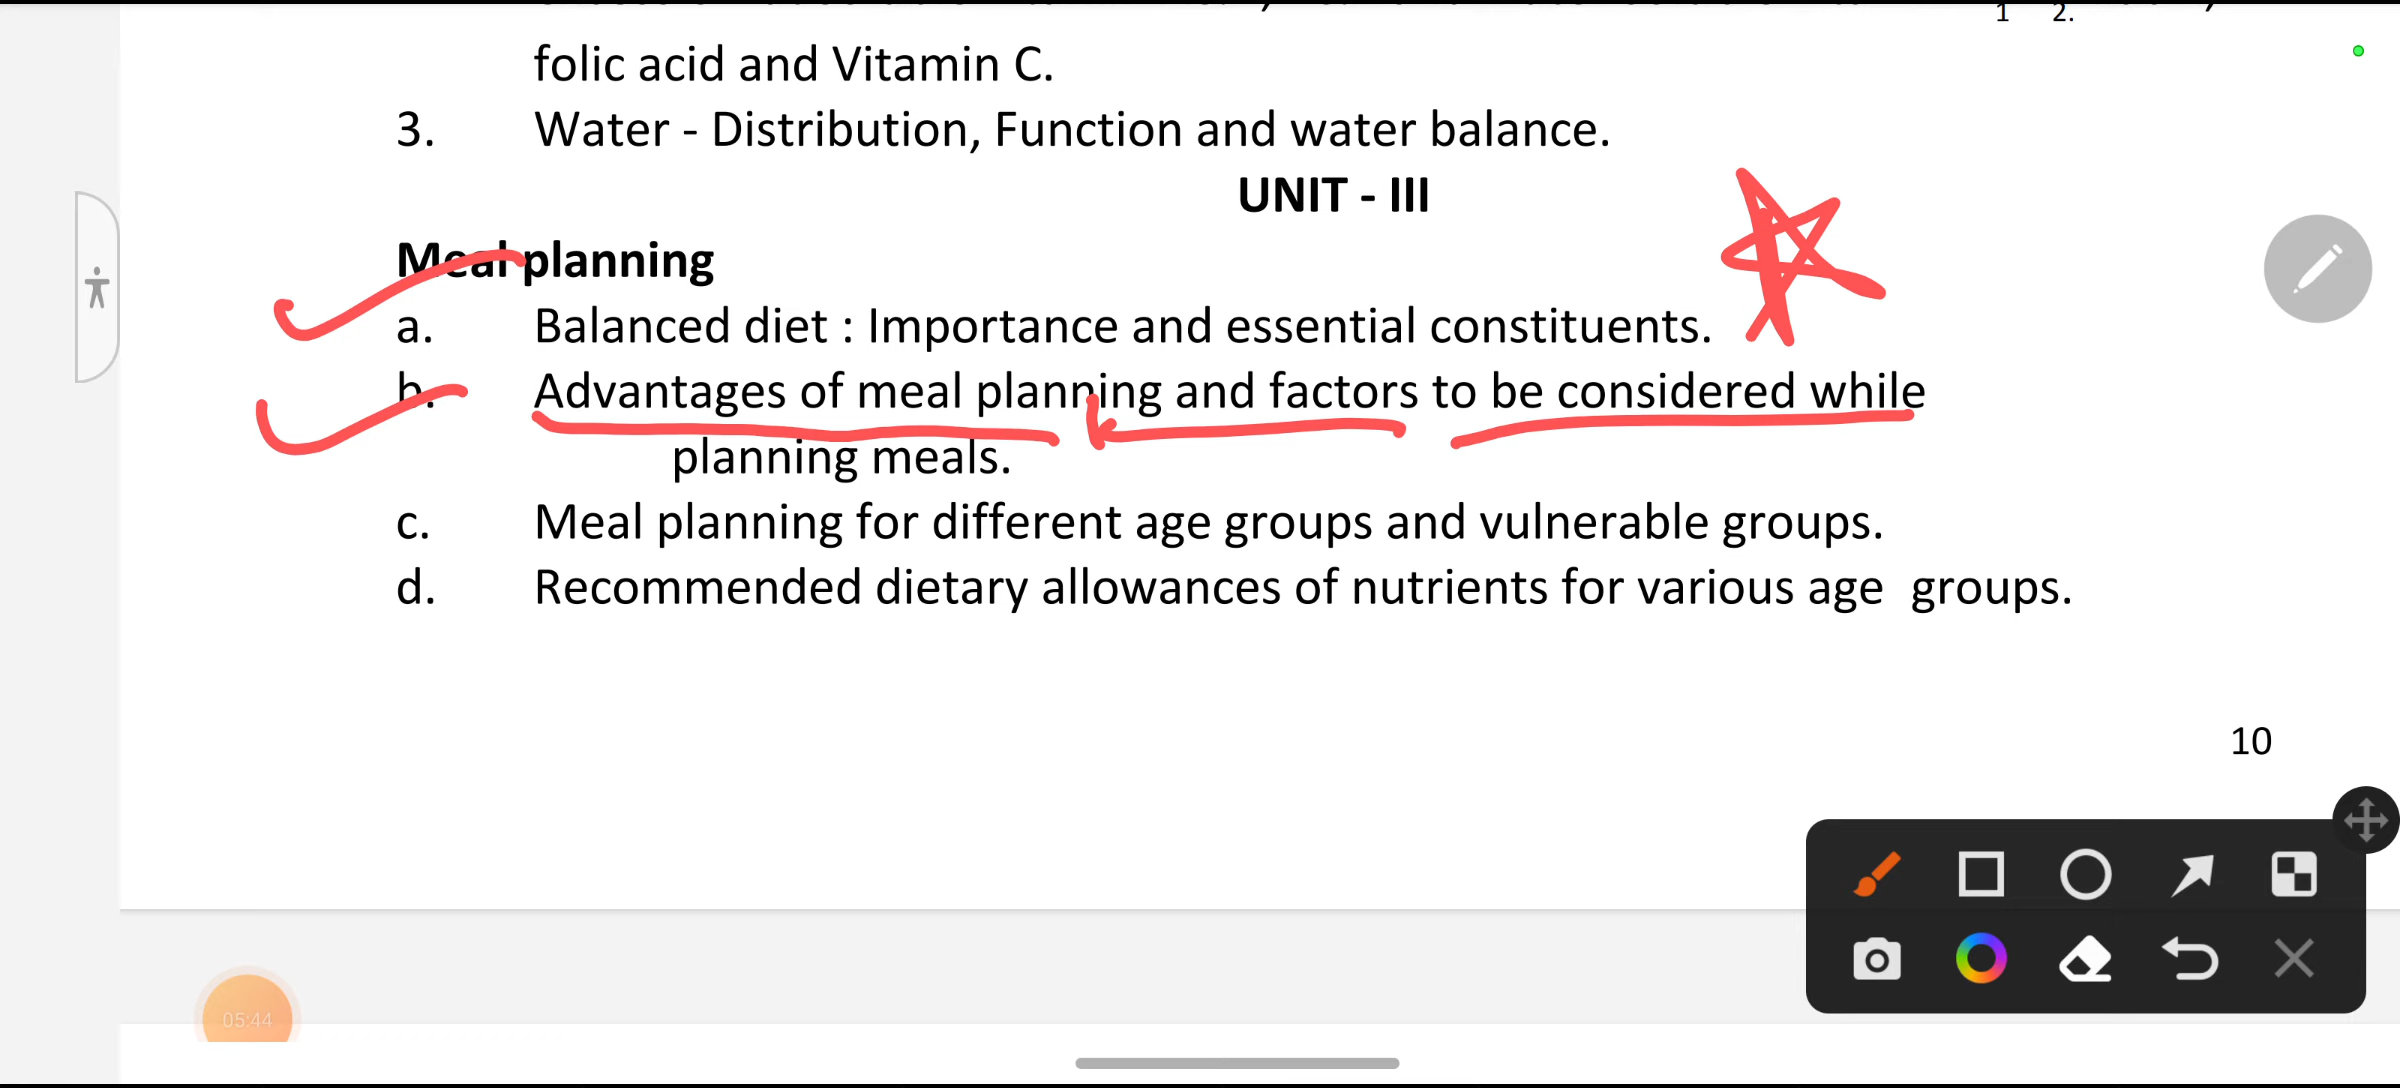 1 2.
folic acid and Vitamin C.
3. Water - Distribution, Function and water balance.
UNIT - III
Meal planning
a. Balanced diet : Importance and essential constituents.
b. Advantages of meal planning and factors to be considered while
planning meals.
c. Meal planning for different age groups and vulnerable groups.
d. Recommended dietary allowances of nutrients for various age groups.
10
05:44